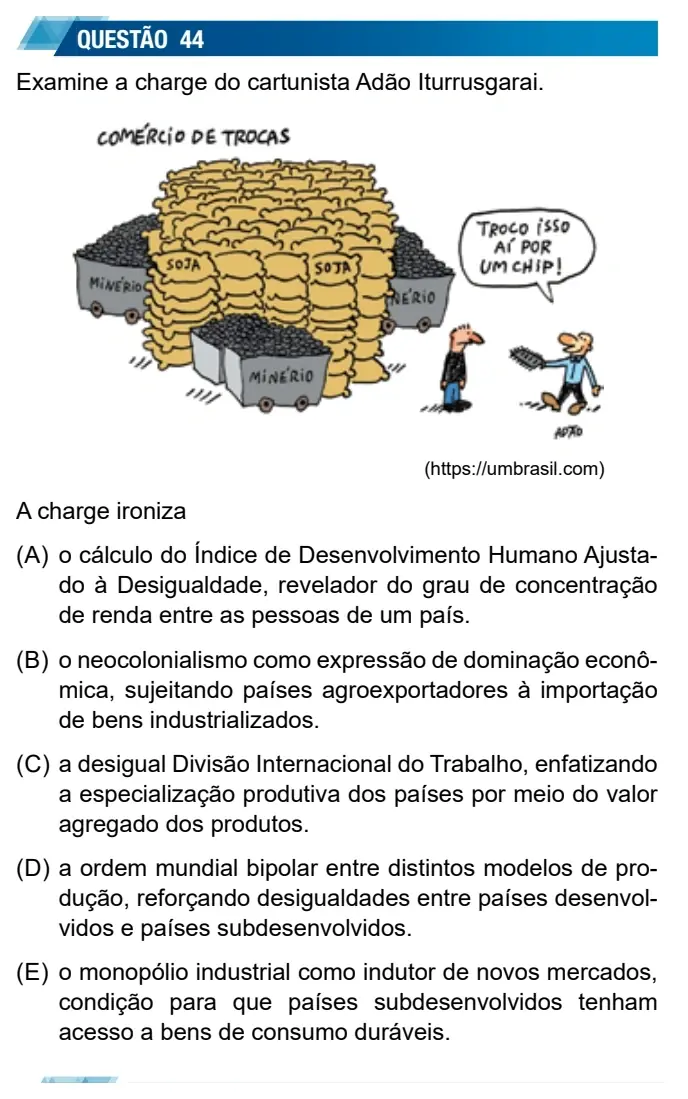 QUESTÃO 44
Examine a charge do cartunista Adão Iturrusgarai.
COMÉRCIO DE TROCAS
TROCO ISSO
AÍ POR
UM CHIP!
SOJA
SOJA
MINÉRIO
NÉRIO
MINÉRIO
ADÃO
(https://umbrasil.com)
A charge ironiza
(A) o cálculo do Índice de Desenvolvimento Humano Ajusta-
do à Desigualdade, revelador do grau de concentração
de renda entre as pessoas de um país.
(B) o neocolonialismo como expressão de dominação econô-
mica, sujeitando países agroexportadores à importação
de bens industrializados.
(C) a desigual Divisão Internacional do Trabalho, enfatizando
a especialização produtiva dos países por meio do valor
agregado dos produtos.
(D) a ordem mundial bipolar entre distintos modelos de pro-
dução, reforçando desigualdades entre países desenvol-
vidos e países subdesenvolvidos.
(E) o monopólio industrial como indutor de novos mercados,
condição para que países subdesenvolvidos tenham
acesso a bens de consumo duráveis.